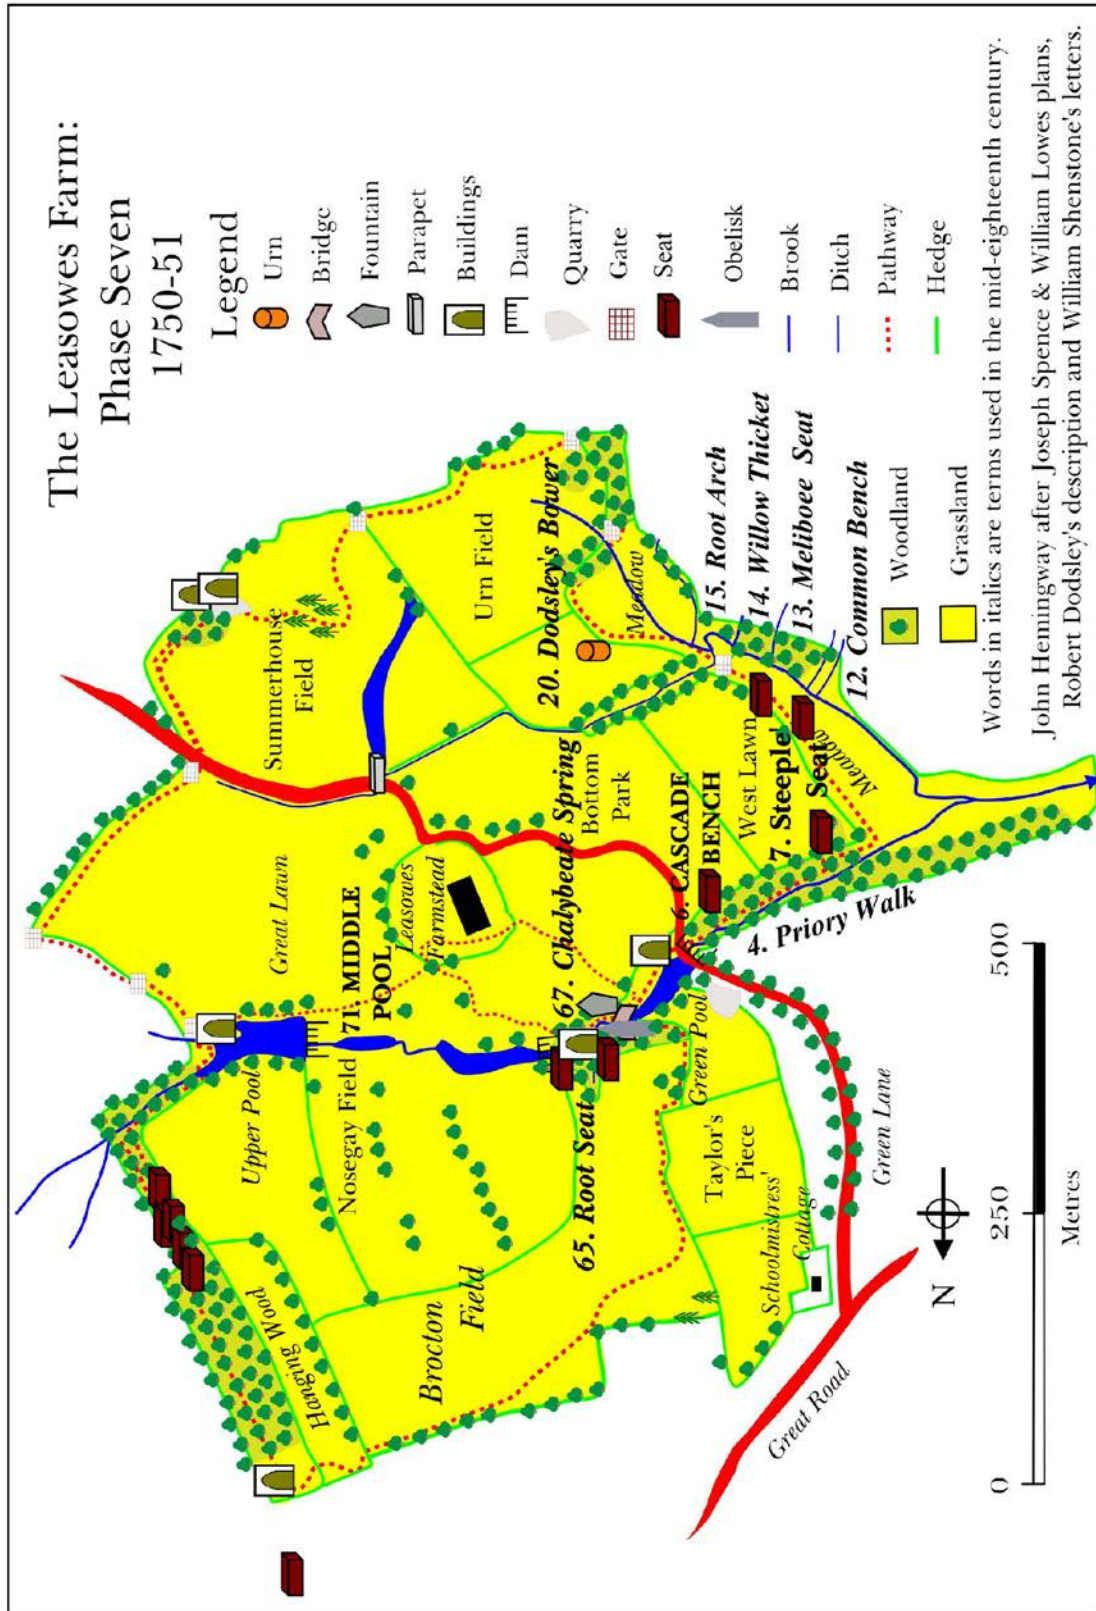 The Leasowes Farm:
Phase Seven
1750-51
Legend
Urn
Bridge
Fountain
Parapet
Buildings
Dam
Quarry
Gate
Seat
Obelisk
Brook
Ditch
Pathway
Hedge
Woodland
Grassland
Summerhouse
Field
Urn Field
20. Dodsley's Bower
Meadow
15. Root Arch
14. Willow Thicket
13. Meliboee Seat
12. Common Bench
Great Lawn
71. MIDDLE
POOL
Leasowes
Farmstead
67. Chalybeate Spring
Bottom
Park
6. CASCADE
BENCH
West Lawn
7. 'Steeple'
Seat
Meadow
4. Priory Walk
Upper Pool
Nosegay Field
65. Root Seat
Green Pool
Taylor's
Piece
Hanging Wood
Brocton
Field
Schoolmistress'
Cottage
Green Lane
Great Road
N
0
250
500
Metres
Words in italics are terms used in the mid-eighteenth century.
John Hemingway after Joseph Spence & William Lowes plans,
Robert Dodsley's description and William Shenstone's letters.